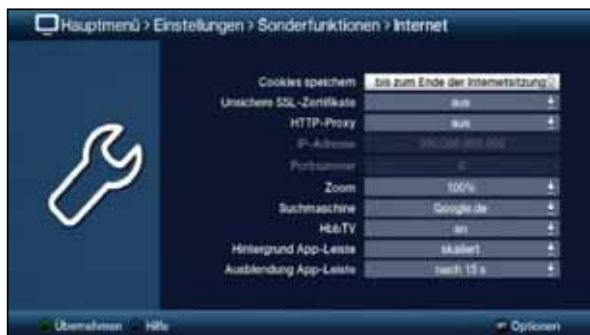 Hauptmenü > Einstellungen > Sonderfunktionen > Internet
Cookies speichern bis zum Ende der Internetsitzung
Unsichere SSL-Zertifikate aus
HTTP-Proxy aus
IP-Adresse
Portnummer 0
Zoom 100%
Suchmaschine Google.de
HbbTV an
Hintergrund App-Leiste skaliert
Ausblendung App-Leiste nach 15 s
Übernehmen Hilfe Optionen